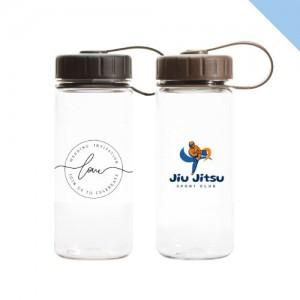 WEDDING INVITATION
love
JOIN US TO CELEBRATE
Jiu Jitsu
SPORT CLUB